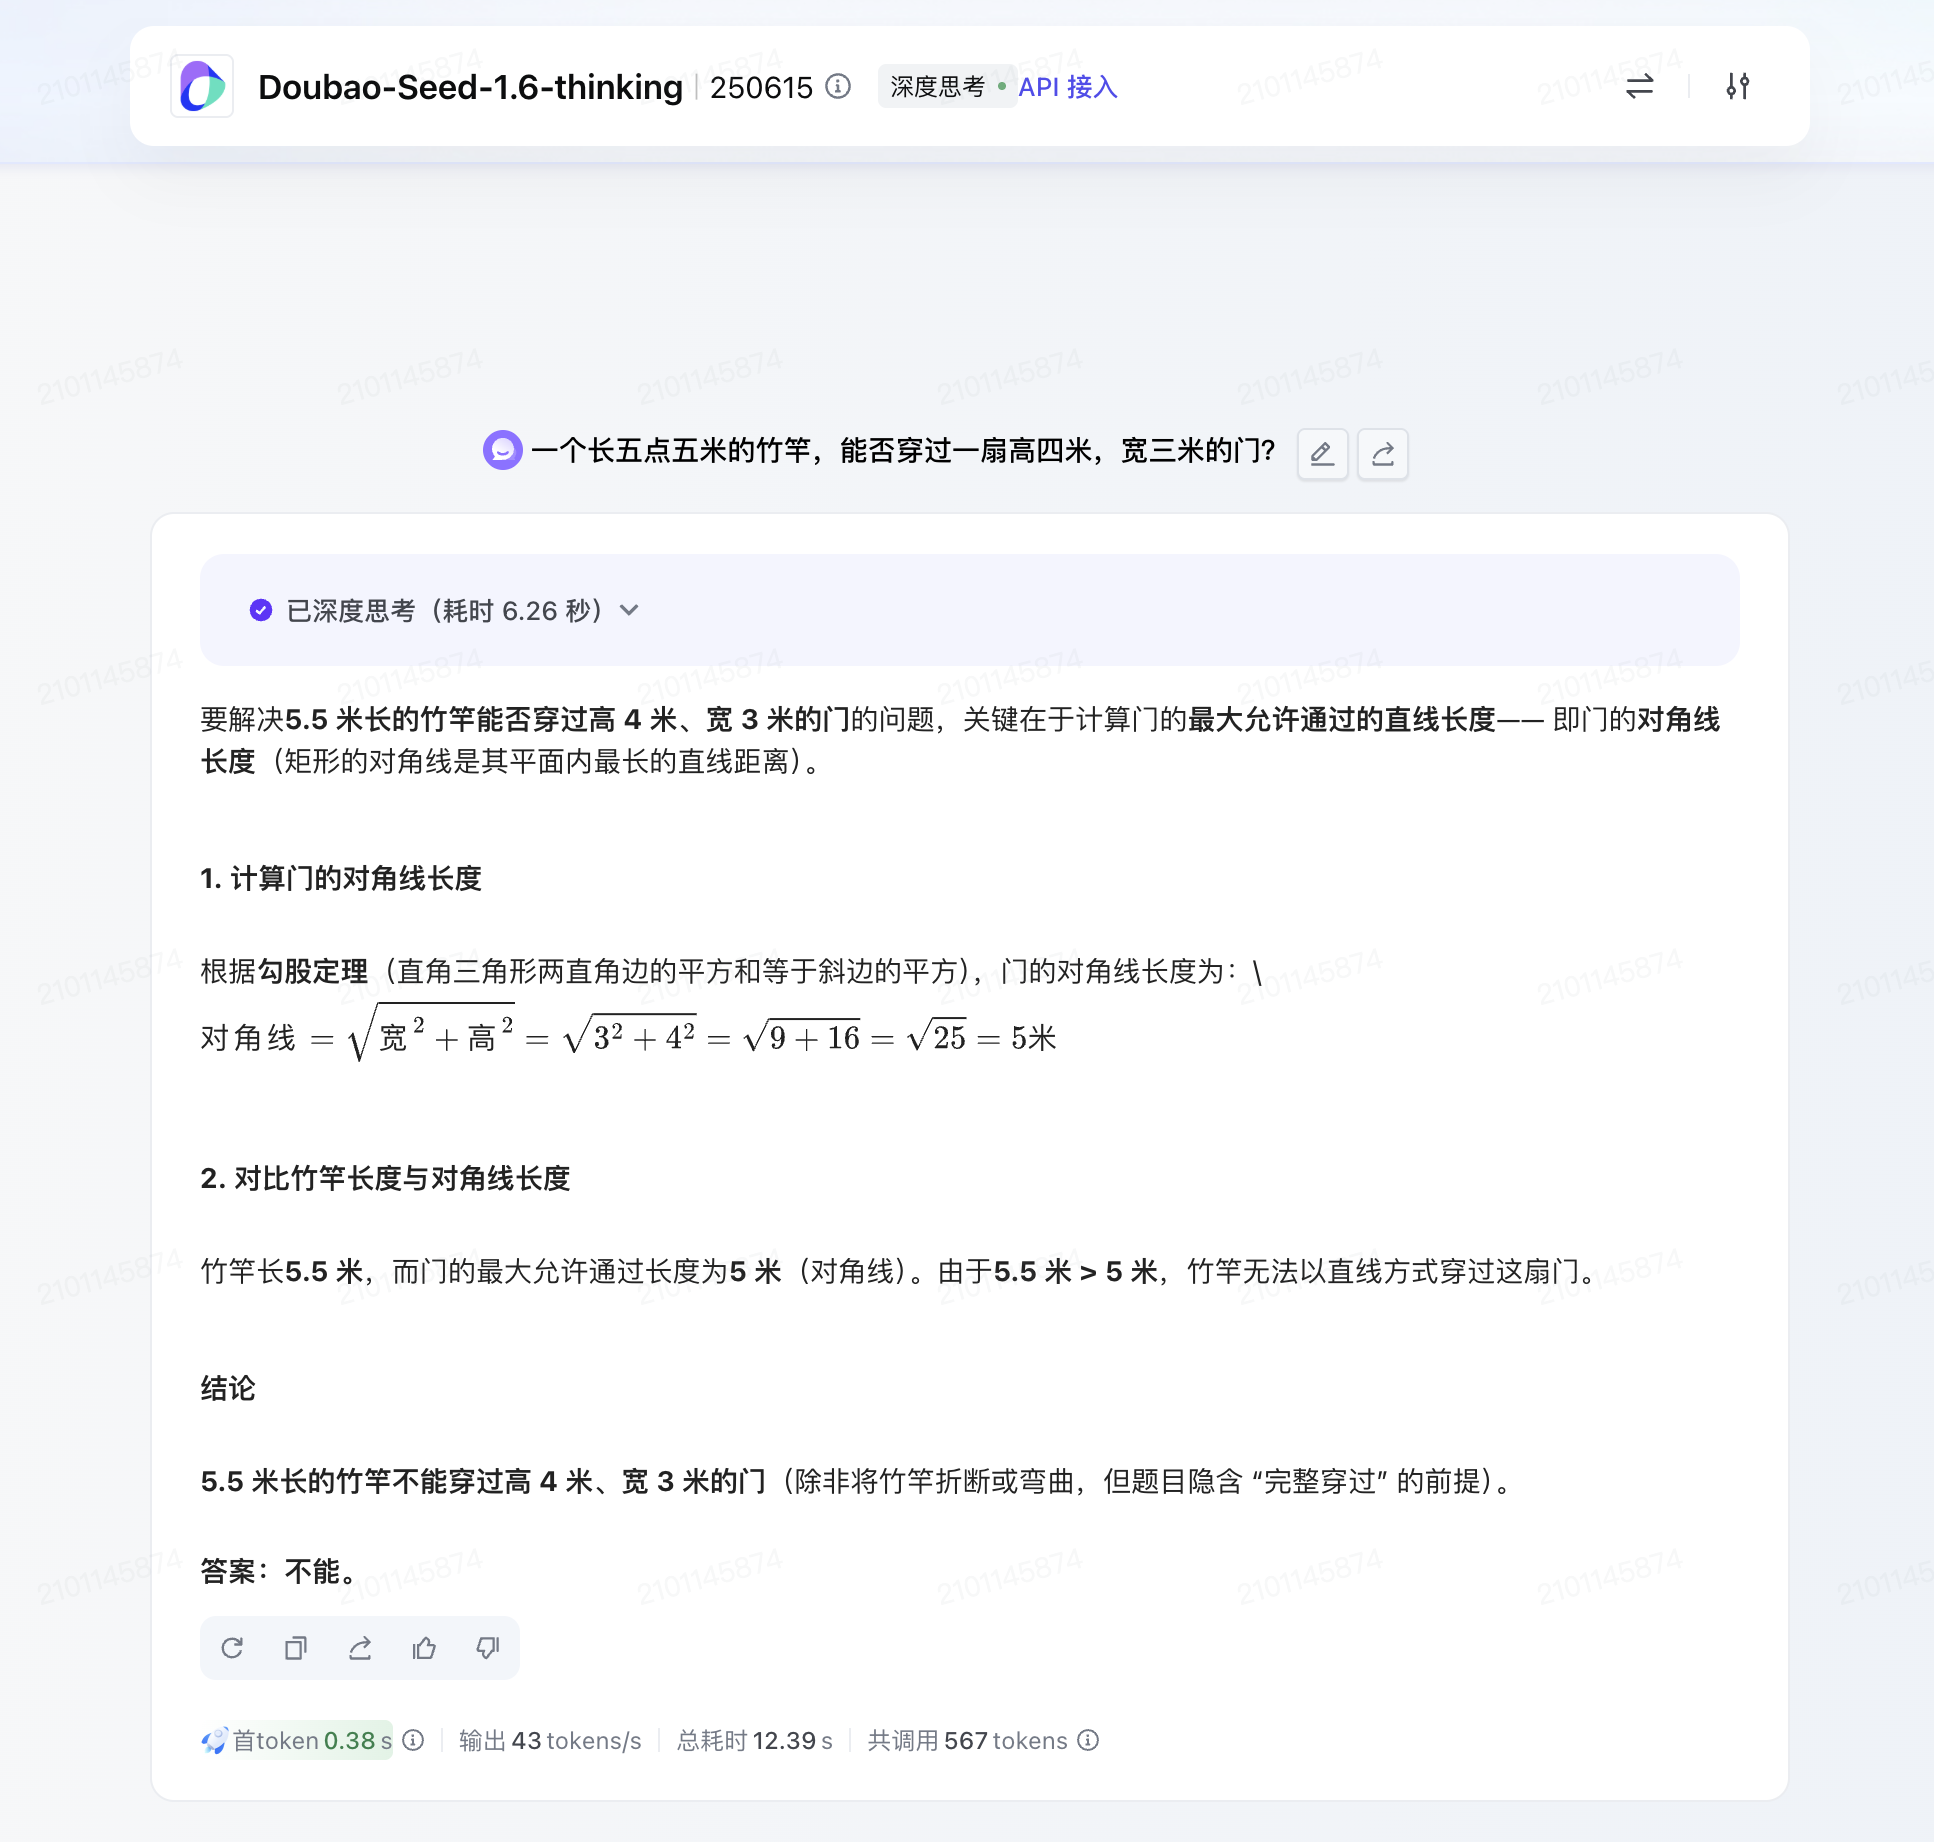 Doubao-Seed-1.6-thinking | 250615 深度思考 API 接入
一个长五点五米的竹竿，能否穿过一扇高四米，宽三米的门?
已深度思考（耗时 6.26 秒）
要解决5.5 米长的竹竿能否穿过高 4 米、宽 3 米的门的问题，关键在于计算门的最大允许通过的直线长度—— 即门的对角线
长度（矩形的对角线是其平面内最长的直线距离）。
1. 计算门的对角线长度
根据勾股定理（直角三角形两直角边的平方和等于斜边的平方），门的对角线长度为：\
对角线 = √(宽² + 高²) = √(3² + 4²) = √(9 + 16) = √25 = 5米
2. 对比竹竿长度与对角线长度
竹竿长5.5 米，而门的最大允许通过长度为5 米（对角线）。由于5.5 米 > 5 米，竹竿无法以直线方式穿过这扇门。
结论
5.5 米长的竹竿不能穿过高 4 米、宽 3 米的门（除非将竹竿折断或弯曲，但题目隐含 “完整穿过” 的前提）。
答案：不能。
首token 0.38 s | 输出 43 tokens/s | 总耗时 12.39 s | 共调用 567 tokens
2101145874